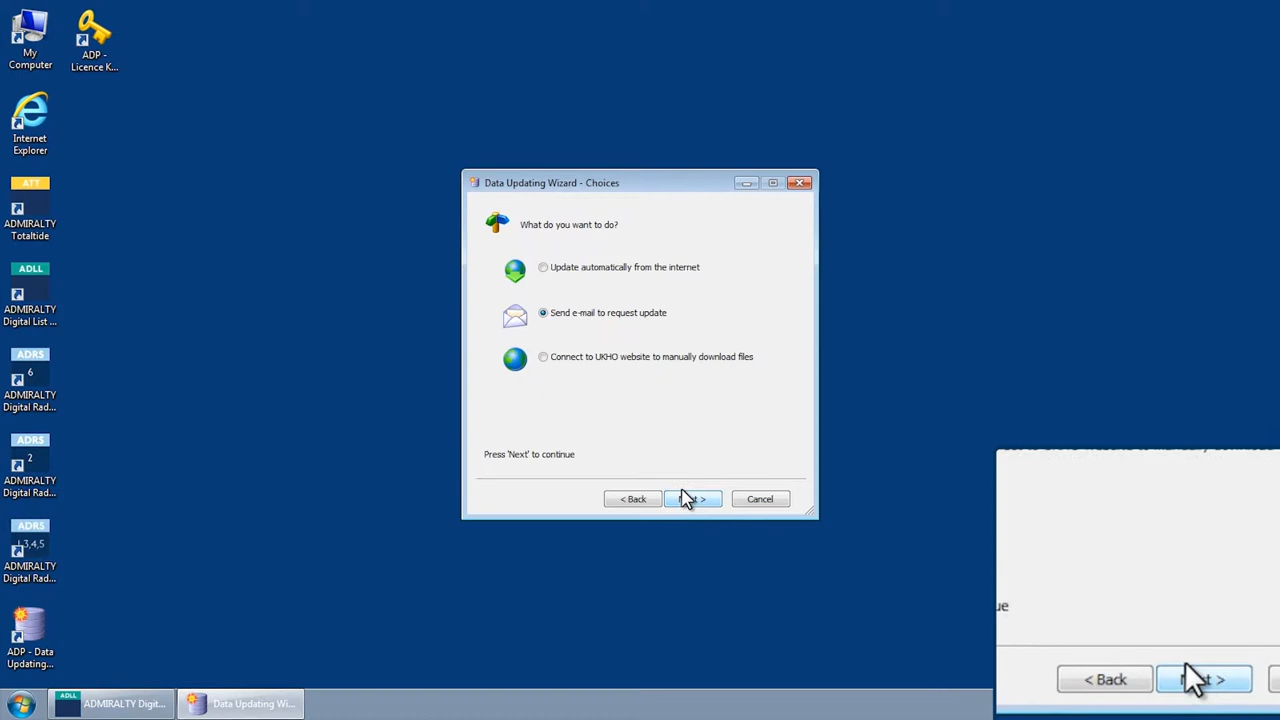 My
Computer
ADP -
Licence K...
Internet
Explorer
ATT
ADMIRALTY
Totaltide
ADLL
ADMIRALTY
Digital List ...
ADRS
6
ADMIRALTY
Digital Rad...
ADRS
2
ADMIRALTY
Digital Rad...
ADRS
1,3,4,5
ADMIRALTY
Digital Rad...
ADP - Data
Updating...
Data Updating Wizard - Choices
What do you want to do?
Update automatically from the internet
Send e-mail to request update
Connect to UKHO website to manually download files
Press 'Next' to continue
< Back
>
Cancel
ue
< Back
>
ADLL
ADMIRALTY Digit...
Data Updating Wi...